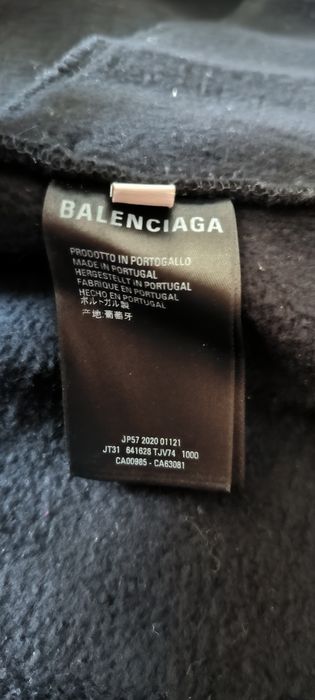 BALENCIAGA
PRODOTTO IN PORTOGALLO
MADE IN PORTUGAL
HERGESTELLT IN PORTUGAL
FABRIQUE EN PORTUGAL
HECHO EN PORTUGAL
ポルトガル製
产地:葡萄牙
JP57 2020 01121
JT31 641628 TJV74 1000
CA00985 - CA63081